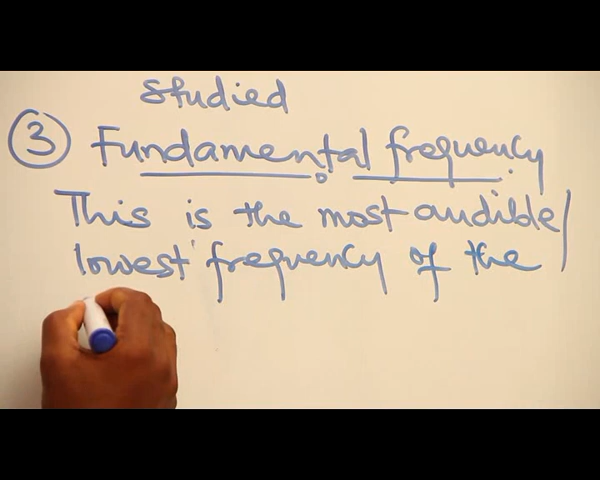 studied
③ Fundamental frequency
This is the most audible/
lowest frequency of the